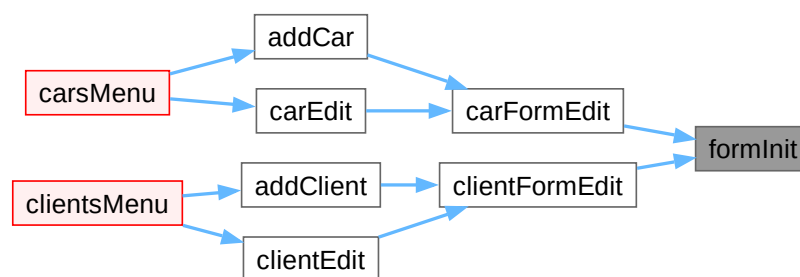 addCar
carsMenu
carEdit
carFormEdit
formInit
addClient
clientFormEdit
clientsMenu
clientEdit